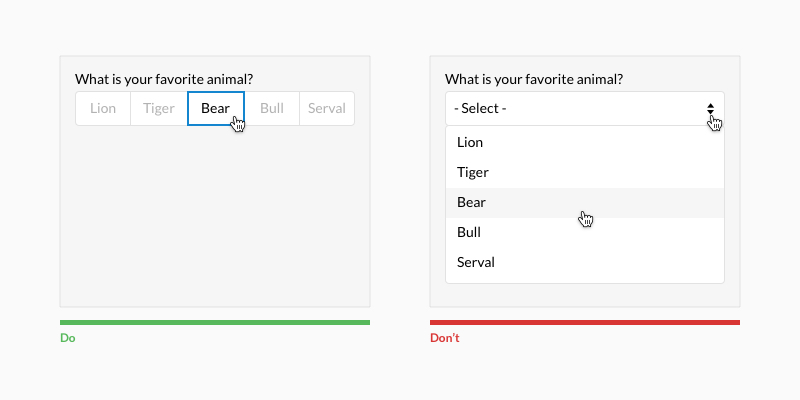 What is your favorite animal?
Lion Tiger Bear Bull Serval
Do
What is your favorite animal?
- Select -
Lion
Tiger
Bear
Bull
Serval
Don't